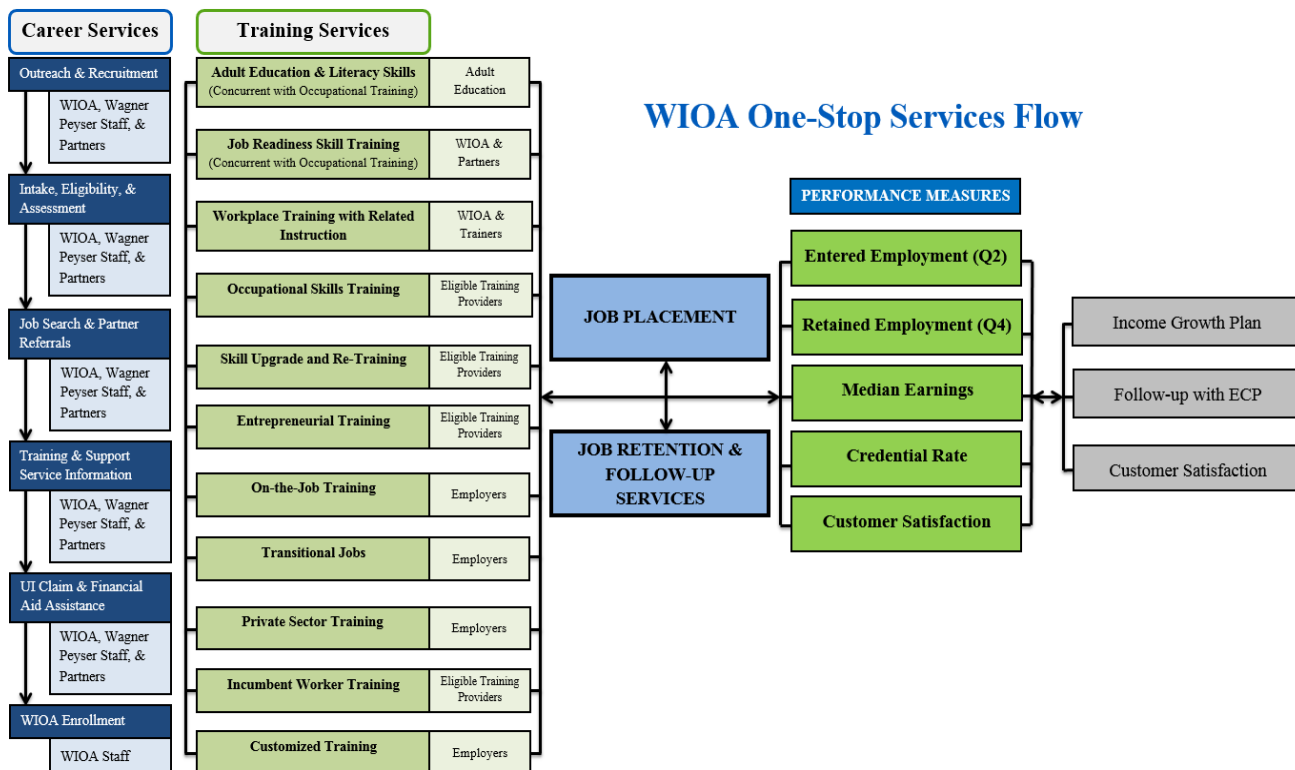 Career Services
Outreach & Recruitment
WIOA, Wagner
Peyser Staff, &
Partners
Intake, Eligibility, &
Assessment
WIOA, Wagner
Peyser Staff, &
Partners
Job Search & Partner
Referrals
WIOA, Wagner
Peyser Staff, &
Partners
Training & Support
Service Information
WIOA, Wagner
Peyser Staff, &
Partners
UI Claim & Financial
Aid Assistance
WIOA, Wagner
Peyser Staff, &
Partners
WIOA Enrollment
WIOA Staff
Training Services
Adult Education & Literacy Skills
(Concurrent with Occupational Training)
Adult
Education
Job Readiness Skill Training
(Concurrent with Occupational Training)
WIOA &
Partners
Workplace Training with Related
Instruction
WIOA &
Trainers
Occupational Skills Training
Eligible Training
Providers
Skill Upgrade and Re-Training
Eligible Training
Providers
Entrepreneurial Training
Eligible Training
Providers
On-the-Job Training
Employers
Transitional Jobs
Employers
Private Sector Training
Employers
Incumbent Worker Training
Eligible Training
Providers
Customized Training
Employers
WIOA One-Stop Services Flow
JOB PLACEMENT
JOB RETENTION &
FOLLOW-UP
SERVICES
PERFORMANCE MEASURES
Entered Employment (Q2)
Retained Employment (Q4)
Median Earnings
Credential Rate
Customer Satisfaction
Income Growth Plan
Follow-up with ECP
Customer Satisfaction